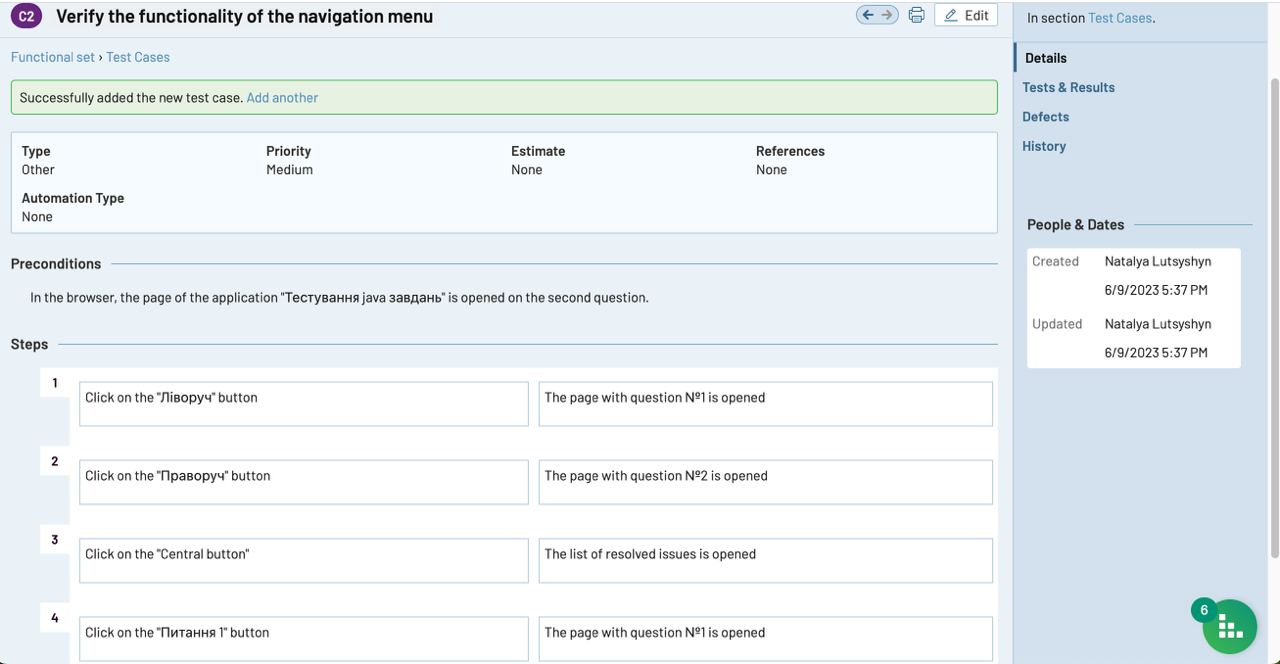 C2 Verify the functionality of the navigation menu
Edit
In section Test Cases.
Functional set › Test Cases
Successfully added the new test case. Add another
Type Priority Estimate References
Other Medium None None
Automation Type
None
Preconditions
In the browser, the page of the application "Тестування java завдань" is opened on the second question.
Steps
1
Click on the "Ліворуч" button The page with question №1 is opened
2
Click on the "Праворуч" button The page with question №2 is opened
3
Click on the "Central button" The list of resolved issues is opened
4
Click on the "Питання 1" button The page with question №1 is opened
Details
Tests & Results
Defects
History
People & Dates
Created Natalya Lutsyshyn
6/9/2023 5:37 PM
Updated Natalya Lutsyshyn
6/9/2023 5:37 PM
6